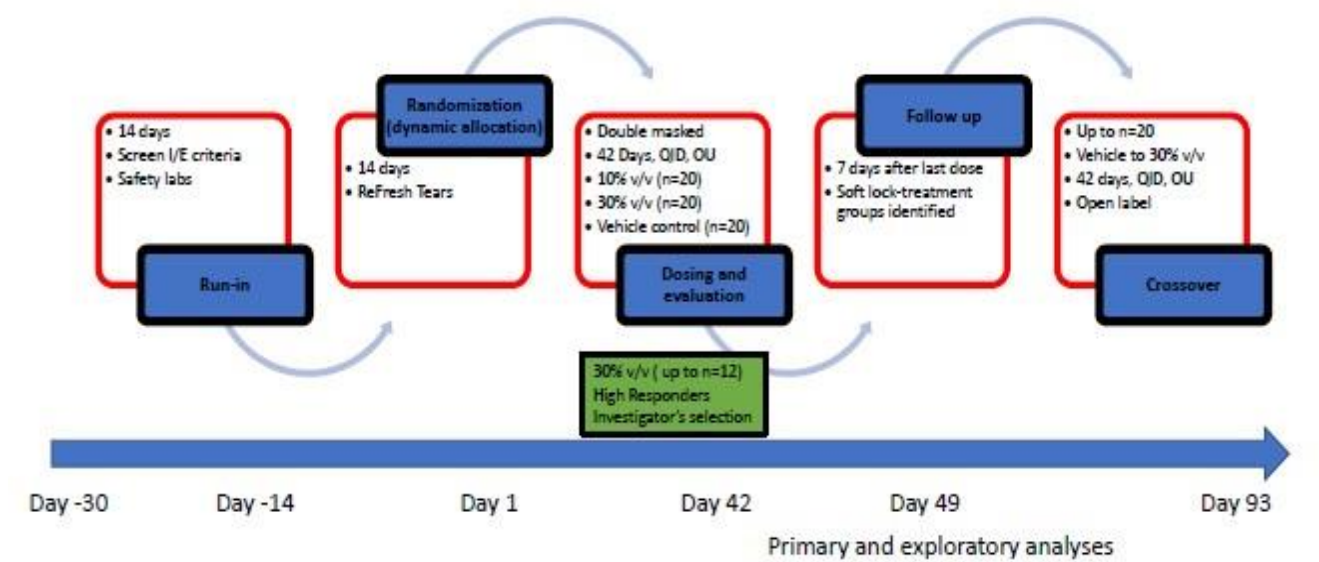 • 14 days
• Screen I/E criteria
• Safety labs
Run-in
Randomization
(dynamic allocation)
• 14 days
• ReFresh Tears
• Double masked
• 42 Days, QID, OU
• 10% v/v (n=20)
• 30% v/v (n=20)
• Vehicle control (n=20)
Dosing and
evaluation
Follow up
• 7 days after last dose
• Soft lock-treatment
groups identified
• Up to n=20
• Vehicle to 30% v/v
• 42 days, QID, OU
• Open label
Crossover
30% v/v ( up to n=12)
High Responders
Investigator's selection
Day -30
Day -14
Day 1
Day 42
Day 49
Day 93
Primary and exploratory analyses